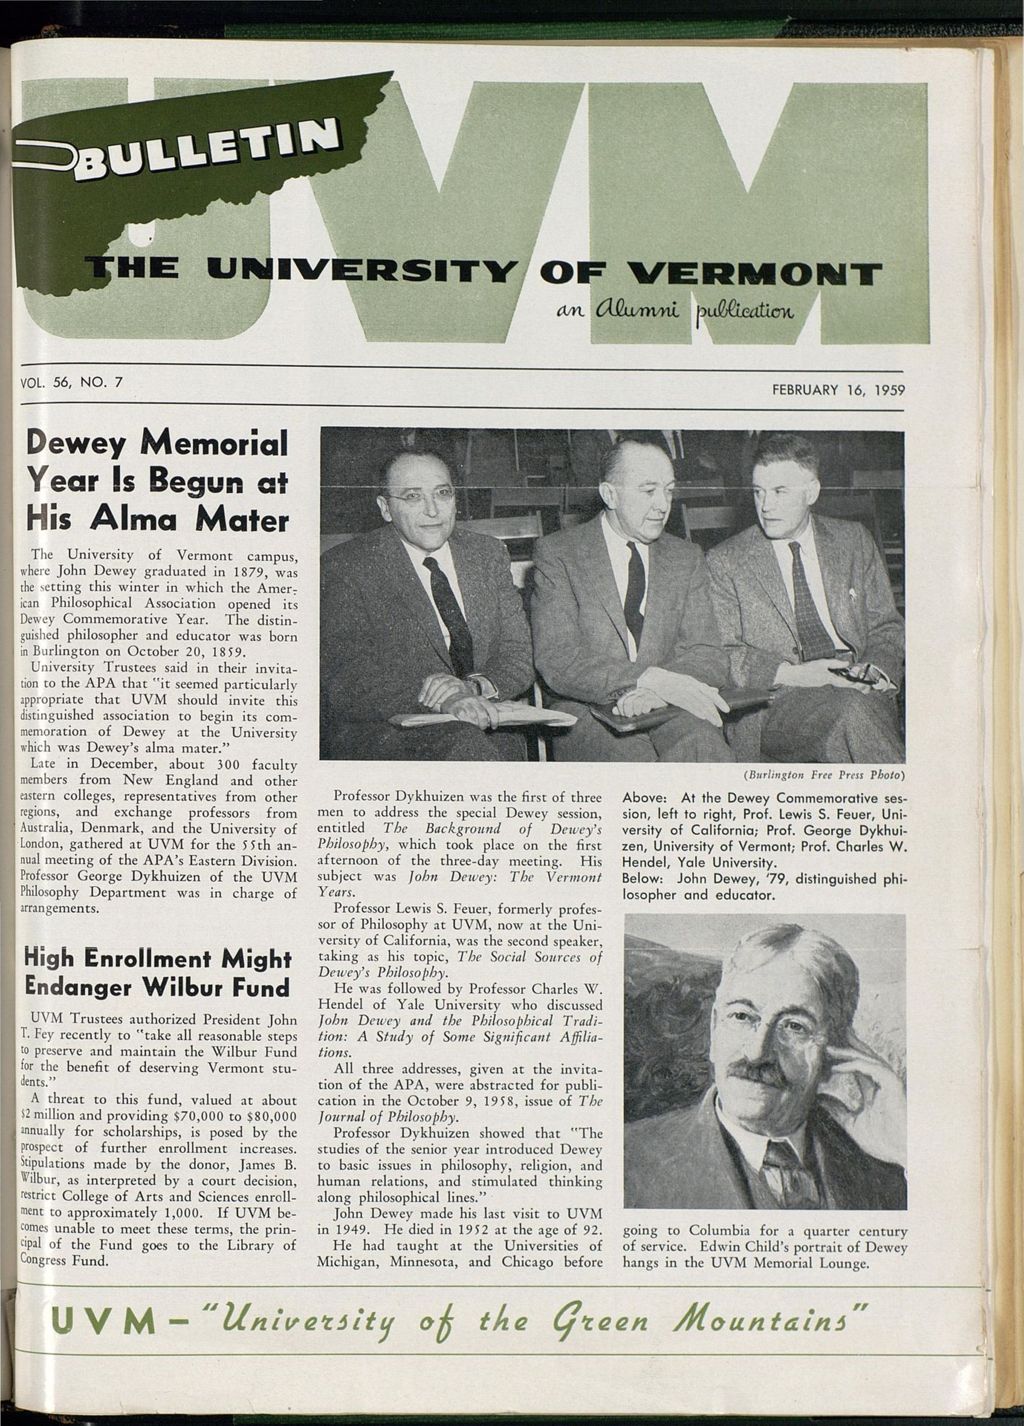 BULLETIN
THE UNIVERSITY OF VERMONT
an Alumni publication
VOL. 56, NO. 7
FEBRUARY 16, 1959
Dewey Memorial
Year Is Begun at
His Alma Mater
The University of Vermont campus,
where John Dewey graduated in 1879, was
the setting this winter in which the Amer-
ican Philosophical Association opened its
Dewey Commemorative Year. The distin-
guished philosopher and educator was born
in Burlington on October 20, 1859.
University Trustees said in their invita-
tion to the APA that "it seemed particularly
appropriate that UVM should invite this
distinguished association to begin its com-
memoration of Dewey at the University
which was Dewey's alma mater."
Late in December, about 300 faculty
members from New England and other
eastern colleges, representatives from other
regions, and exchange professors from
Australia, Denmark, and the University of
London, gathered at UVM for the 55th an-
nual meeting of the APA's Eastern Division.
Professor George Dykhuizen of the UVM
Philosophy Department was in charge of
arrangements.
High Enrollment Might
Endanger Wilbur Fund
UVM Trustees authorized President John
T. Fey recently to "take all reasonable steps
to preserve and maintain the Wilbur Fund
for the benefit of deserving Vermont stu-
dents."
A threat to this fund, valued at about
$2 million and providing $70,000 to $80,000
annually for scholarships, is posed by the
prospect of further enrollment increases.
Stipulations made by the donor, James B.
Wilbur, as interpreted by a court decision,
restrict College of Arts and Sciences enroll-
ment to approximately 1,000. If UVM be-
comes unable to meet these terms, the prin-
cipal of the Fund goes to the Library of
Congress Fund.
(Burlington Free Press Photo)
Professor Dykhuizen was the first of three
men to address the special Dewey session,
entitled The Background of Dewey's
Philosophy, which took place on the first
afternoon of the three-day meeting. His
subject was John Dewey: The Vermont
Years.
Professor Lewis S. Feuer, formerly profes-
sor of Philosophy at UVM, now at the Uni-
versity of California, was the second speaker,
taking as his topic, The Social Sources of
Dewey's Philosophy.
He was followed by Professor Charles W.
Hendel of Yale University who discussed
John Dewey and the Philosophical Tradi-
tion: A Study of Some Significant Affilia-
tions.
All three addresses, given at the invita-
tion of the APA, were abstracted for publi-
cation in the October 9, 1958, issue of The
Journal of Philosophy.
Professor Dykhuizen showed that "The
studies of the senior year introduced Dewey
to basic issues in philosophy, religion, and
human relations, and stimulated thinking
along philosophical lines."
John Dewey made his last visit to UVM
in 1949. He died in 1952 at the age of 92.
He had taught at the Universities of
Michigan, Minnesota, and Chicago before
Above: At the Dewey Commemorative ses-
sion, left to right, Prof. Lewis S. Feuer, Uni-
versity of California; Prof. George Dykhui-
zen, University of Vermont; Prof. Charles W.
Hendel, Yale University.
Below: John Dewey, '79, distinguished phi-
losopher and educator.
going to Columbia for a quarter century
of service. Edwin Child's portrait of Dewey
hangs in the UVM Memorial Lounge.
UVM — "University of the Green Mountains"